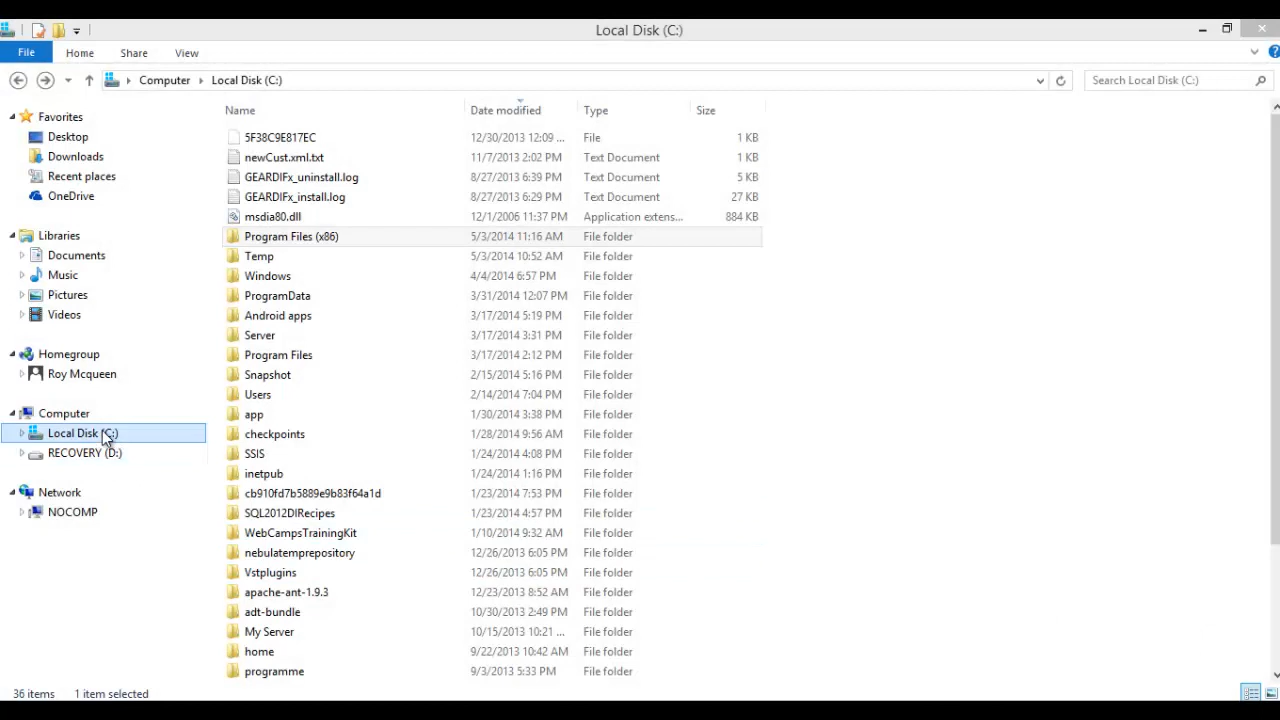 Local Disk (C:)
File Home Share View
Computer Local Disk (C:) Search Local Disk (C:)
Favorites
Desktop
Downloads
Recent places
OneDrive
Libraries
Documents
Music
Pictures
Videos
Homegroup
Roy Mcqueen
Computer
Local Disk (C:)
RECOVERY (D:)
Network
NOCOMP
Name Date modified Type Size
5F38C9E817EC 12/30/2013 12:09 ... File 1 KB
newCust.xml.txt 11/7/2013 2:02 PM Text Document 1 KB
GEARDIFx_uninstall.log 8/27/2013 6:39 PM Text Document 5 KB
GEARDIFx_install.log 8/27/2013 6:29 PM Text Document 27 KB
msdia80.dll 12/1/2006 11:37 PM Application extens... 884 KB
Program Files (x86) 5/3/2014 11:16 AM File folder
Temp 5/3/2014 10:52 AM File folder
Windows 4/4/2014 6:57 PM File folder
ProgramData 3/31/2014 12:07 PM File folder
Android apps 3/17/2014 5:19 PM File folder
Server 3/17/2014 3:31 PM File folder
Program Files 3/17/2014 2:12 PM File folder
Snapshot 2/15/2014 5:16 PM File folder
Users 2/14/2014 7:04 PM File folder
app 1/30/2014 3:38 PM File folder
checkpoints 1/28/2014 9:56 AM File folder
SSIS 1/24/2014 4:08 PM File folder
inetpub 1/24/2014 1:16 PM File folder
cb910fd7b5889e9b83f64a1d 1/23/2014 7:53 PM File folder
SQL2012DIRecipes 1/23/2014 4:57 PM File folder
WebCampsTrainingKit 1/10/2014 9:32 AM File folder
nebulatemprepository 12/26/2013 6:05 PM File folder
Vstplugins 12/26/2013 6:05 PM File folder
apache-ant-1.9.3 12/23/2013 8:52 AM File folder
adt-bundle 10/30/2013 2:49 PM File folder
My Server 10/15/2013 10:21 ... File folder
home 9/22/2013 10:42 AM File folder
programme 9/3/2013 5:33 PM File folder
36 items 1 item selected